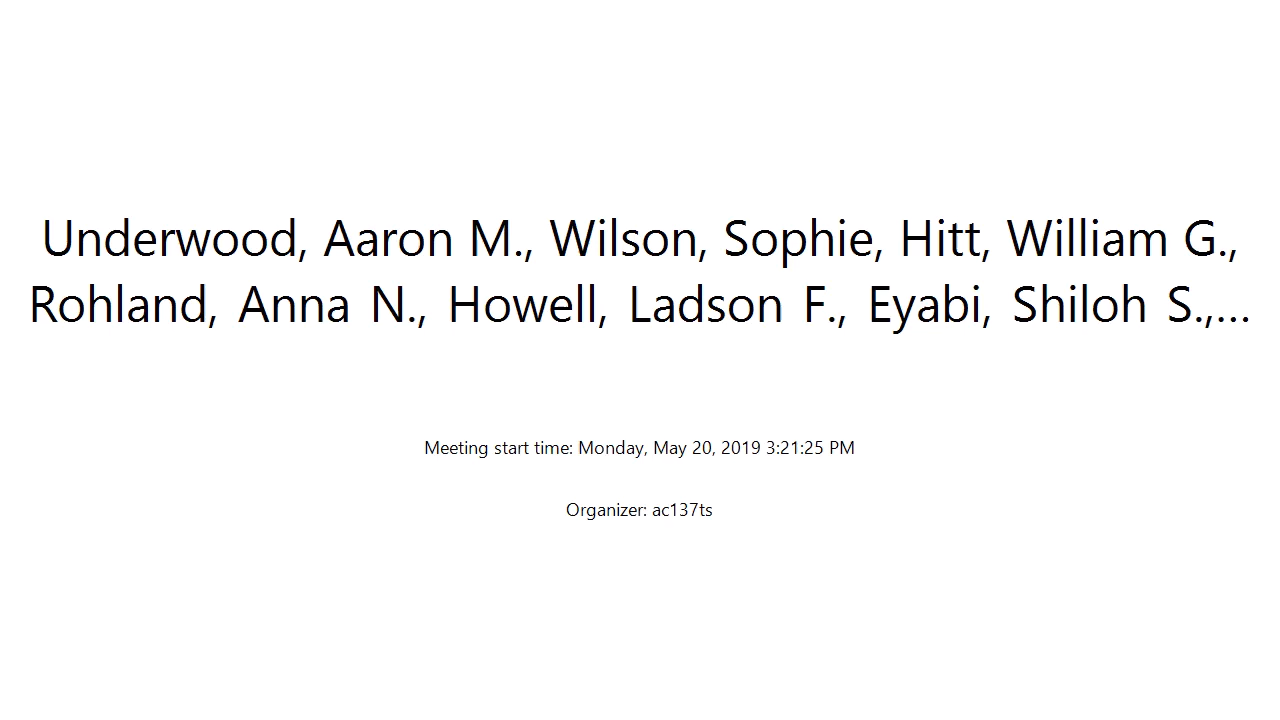 Underwood, Aaron M., Wilson, Sophie, Hitt, William G.,
Rohland, Anna N., Howell, Ladson F., Eyabi, Shiloh S.,...
Meeting start time: Monday, May 20, 2019 3:21:25 PM
Organizer: ac137ts